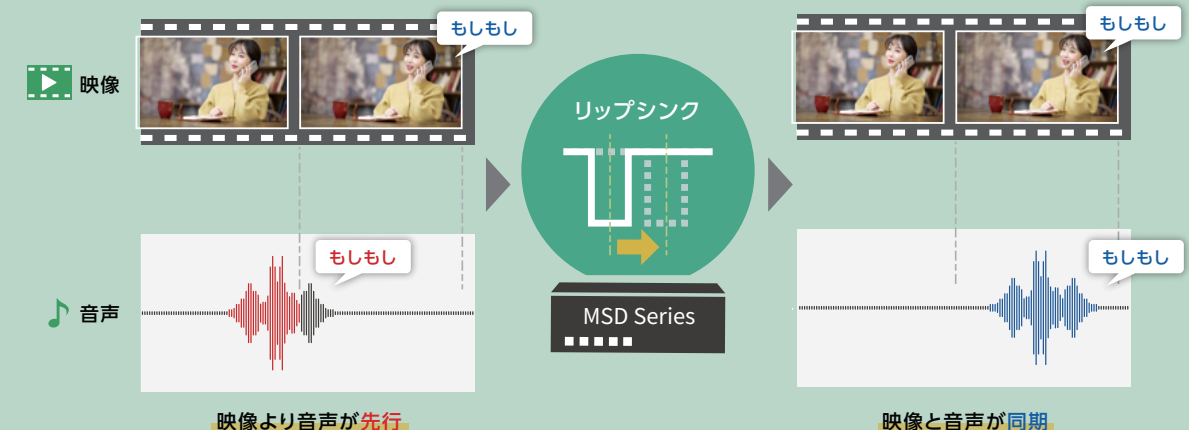 もしもし
映像
もしもし
音声
映像より音声が先行
リップシンク
MSD Series
もしもし
もしもし
映像と音声が同期